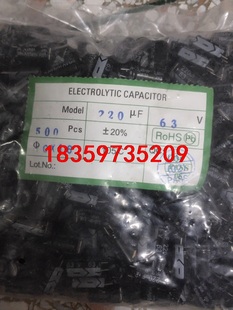 ELECTROLYTIC CAPACITOR
Model 220 µF 63 V
500 Pcs ±20% RoHS
18359735209
Φ
Lot.No.: